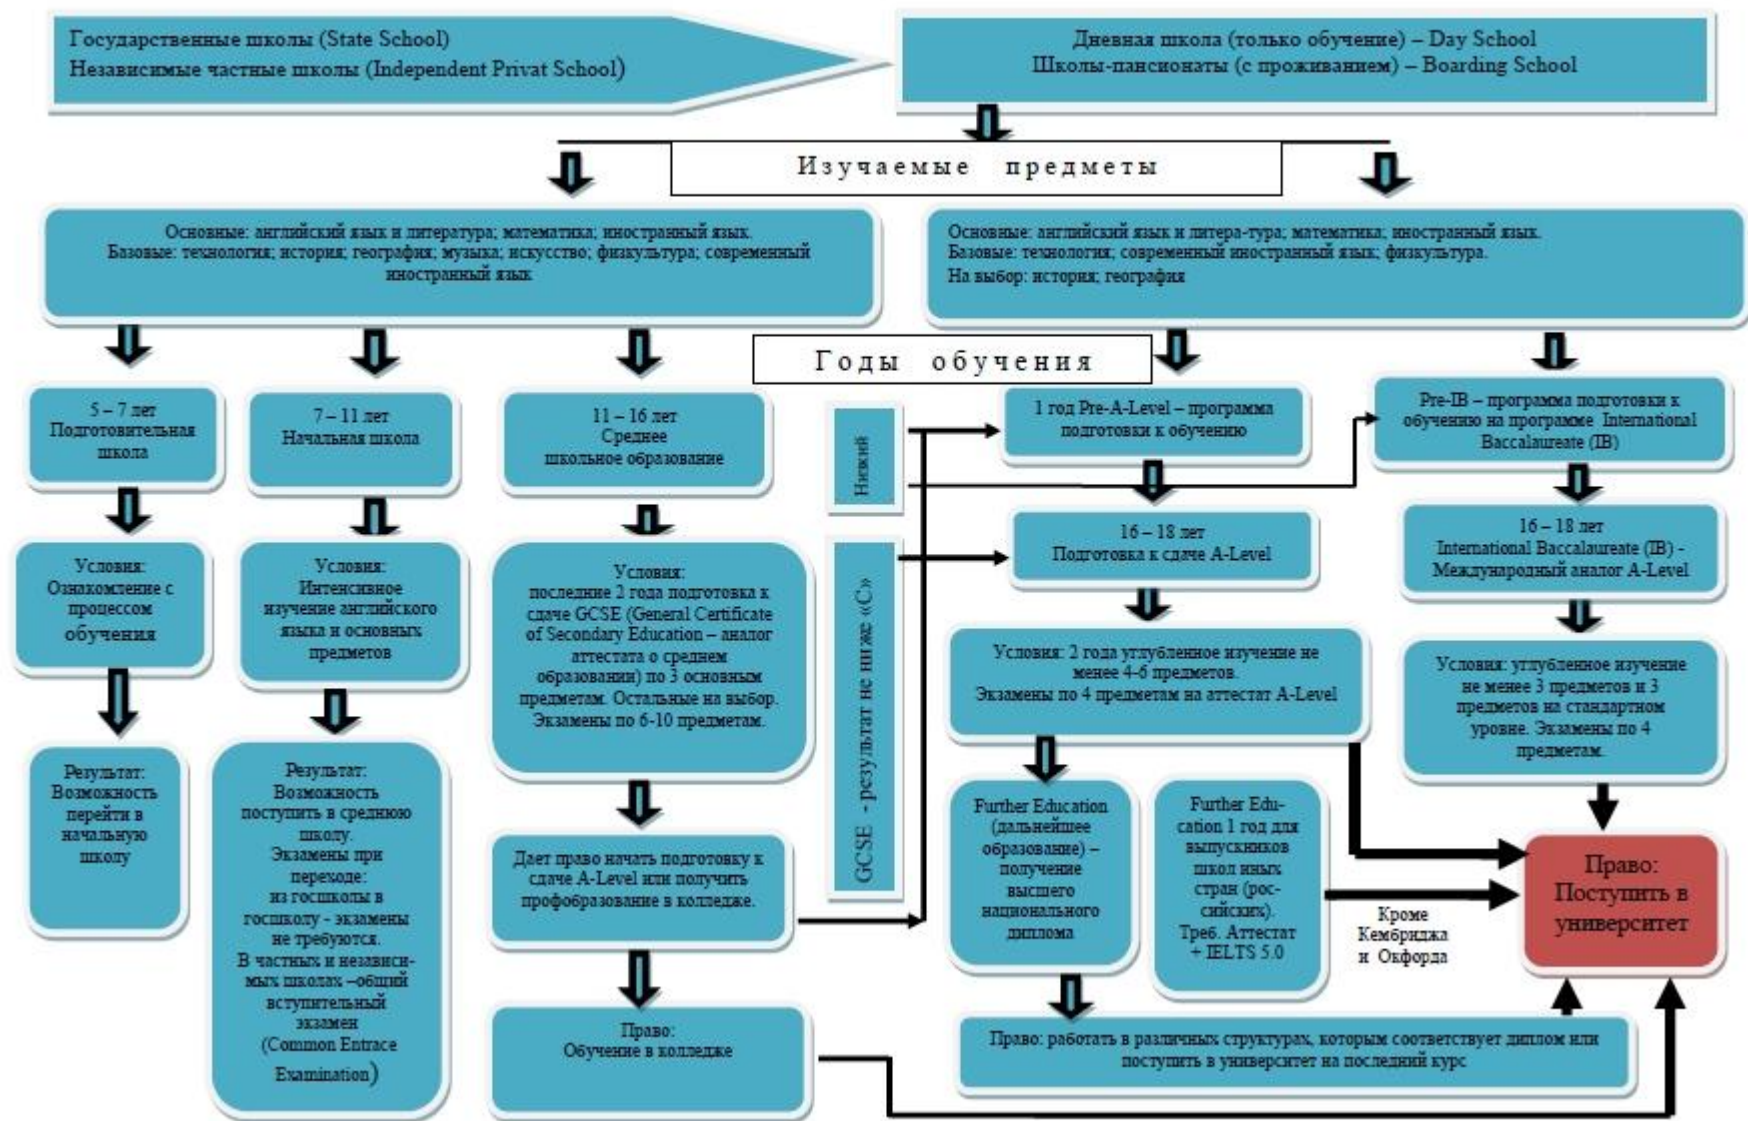 Государственные школы (State School)
Независимые частные школы (Independent Privat School)
Дневная школа (только обучение) – Day School
Школы-пансионаты (с проживанием) – Boarding School
Изучаемые предметы
Основные: английский язык и литература; математика; иностранный язык.
Базовые: технология; история; география; музыка; искусство; физкультура; современный
иностранный язык
Основные: английский язык и литера-тура; математика; иностранный язык.
Базовые: технология; современный иностранный язык; физкультура.
На выбор: история; география
Годы обучения
5 – 7 лет
Подготовительная
школа
7 – 11 лет
Начальная школа
11 – 16 лет
Среднее
школьное образование
Низкий
1 год Pre-A-Level – программа
подготовки к обучению
Pre-IB – программа подготовки к
обучению на программе International
Baccalaureate (IB)
Условия:
Ознакомление с
процессом
обучения
Условия:
Интенсивное
изучение английского
языка и основных
предметов
Условия:
последние 2 года подготовка к
сдаче GCSE (General Certificate
of Secondary Education – аналог
аттестата о среднем
образовании) по 3 основным
предметам. Остальные на выбор.
Экзамены по 6-10 предметам.
GCSE - результат не ниже «С»
16 – 18 лет
Подготовка к сдаче A-Level
16 – 18 лет
International Baccalaureate (IB) -
Международный аналог A-Level
Условия: 2 года углубленное изучение не
менее 4-6 предметов.
Экзамены по 4 предметам на аттестат A-Level
Условия: углубленное изучение
не менее 3 предметов и 3
предметов на стандартном
уровне. Экзамены по 4
предметам.
Результат:
Возможность
перейти в
начальную
школу
Результат:
Возможность
поступить в среднюю
школу.
Экзамены при
переходе:
из госшколы в
госшколу - экзамены
не требуются.
В частных и независи-
мых школах –общий
вступительный
экзамен
(Common Entrace
Examination)
Дает право начать подготовку к
сдаче A-Level или получить
профобразование в колледже.
Further Education
(дальнейшее
образование) –
получение
высшего
национального
диплома
Further Edu-
cation 1 год для
выпускников
школ иных
стран (рос-
сийских).
Треб. Аттестат
+ IELTS 5.0
Кроме
Кембриджа
и Окфорда
Право:
Поступить в
университет
Право:
Обучение в колледже
Право: работать в различных структурах, которым соответствует диплом или
поступить в университет на последний курс